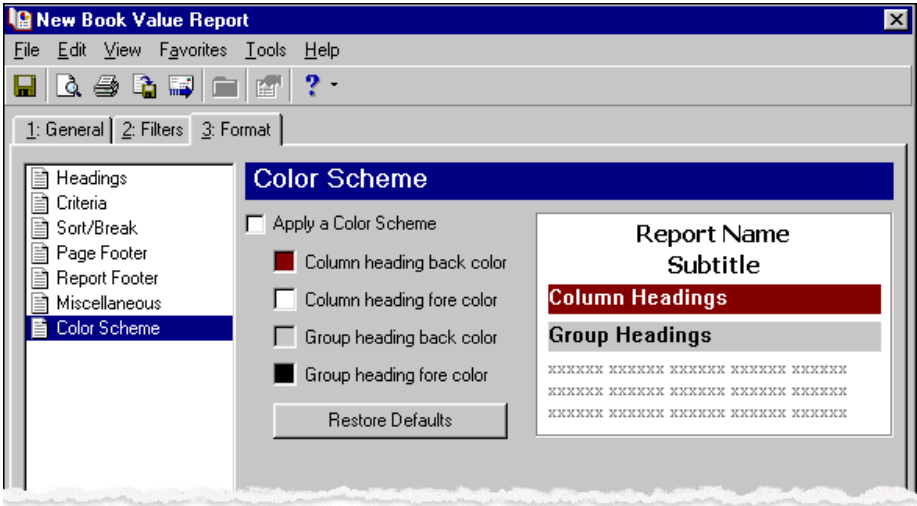 New Book Value Report
File Edit View Favorites Tools Help
1: General 2: Filters 3: Format
Headings
Criteria
Sort/Break
Page Footer
Report Footer
Miscellaneous
Color Scheme
Color Scheme
Apply a Color Scheme
Column heading back color
Column heading fore color
Group heading back color
Group heading fore color
Restore Defaults
Report Name
Subtitle
Column Headings
Group Headings
xxxxxx xxxxxx xxxxxx xxxxxx xxxxxx
xxxxxx xxxxxx xxxxxx xxxxxx xxxxxx
xxxxxx xxxxxx xxxxxx xxxxxx xxxxxx